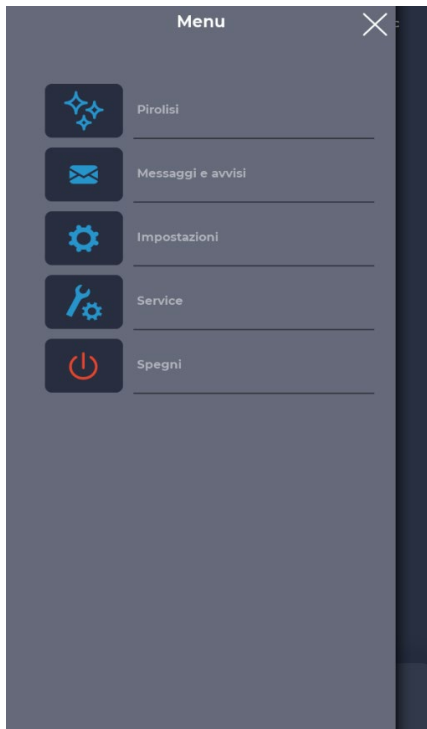 Menu
Pirolisi
Messaggi e avvisi
Impostazioni
Service
Spegni